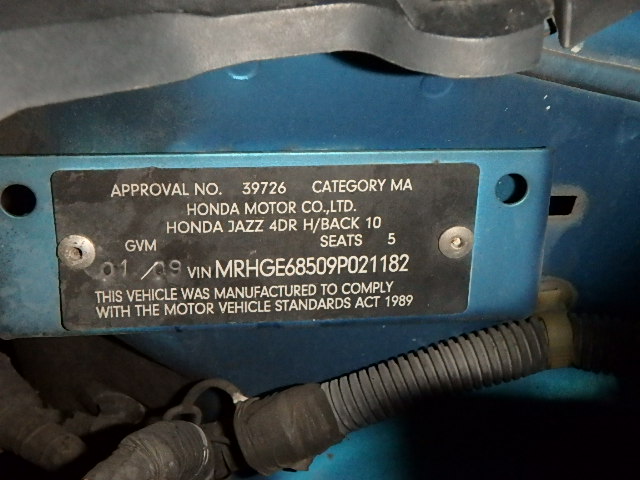 APPROVAL NO. 39726 CATEGORY MA
HONDA MOTOR CO.,LTD.
HONDA JAZZ 4DR H/BACK 10
GVM SEATS 5
01/09 VIN MRHGE68509P021182
THIS VEHICLE WAS MANUFACTURED TO COMPLY
WITH THE MOTOR VEHICLE STANDARDS ACT 1989